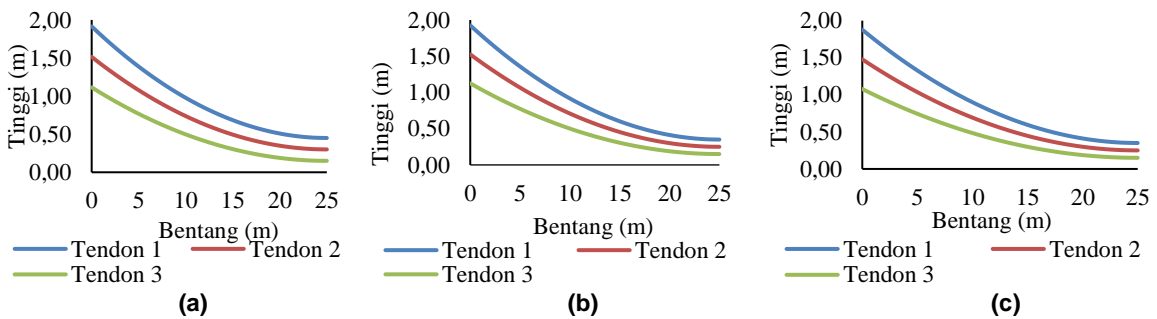 Tinggi (m)
2,00
1,50
1,00
0,50
0,00
0 5 10 15 20 25
Bentang (m)
Tendon 1 Tendon 2
Tendon 3
(a)
Tinggi (m)
2,00
1,50
1,00
0,50
0,00
0 5 10 15 20 25
Bentang (m)
Tendon 1 Tendon 2
Tendon 3
(b)
Tinggi (m)
2,00
1,50
1,00
0,50
0,00
0 5 10 15 20 25
Bentang (m)
Tendon 1 Tendon 2
Tendon 3
(c)